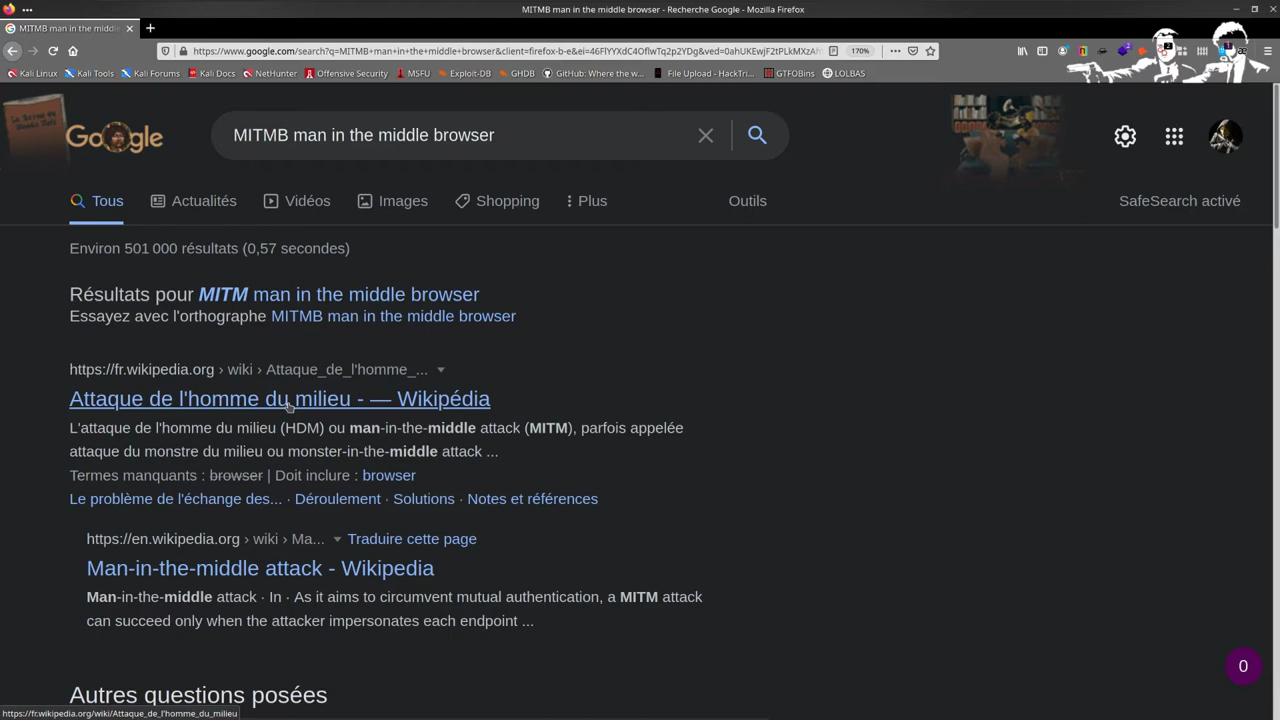 MITMB man in the middle browser - Recherche Google - Mozilla Firefox
MITMB man in the middle
https://www.google.com/search?q=MITMB+man+in+the+middle+browser&client=firefox-b-e&ei=46FlYYXdC4OflwTq2p2YDg&ved=0ahUKEwjF2tPLkMXzAh
170%
Kali Linux Kali Tools Kali Forums Kali Docs NetHunter Offensive Security MSFU Exploit-DB GHDB GitHub: Where the w... File Upload - HackTri... GTFOBins LOLBAS
Google
MITMB man in the middle browser
Tous Actualités Vidéos Images Shopping Plus Outils SafeSearch activé
Environ 501 000 résultats (0,57 secondes)
Résultats pour MITM man in the middle browser
Essayez avec l'orthographe MITMB man in the middle browser
https://fr.wikipedia.org › wiki › Attaque_de_l'homme_...
Attaque de l'homme du milieu - — Wikipédia
L'attaque de l'homme du milieu (HDM) ou man-in-the-middle attack (MITM), parfois appelée
attaque du monstre du milieu ou monster-in-the-middle attack ...
Termes manquants : browser | Doit inclure : browser
Le problème de l'échange des... · Déroulement · Solutions · Notes et références
https://en.wikipedia.org › wiki › Ma... Traduire cette page
Man-in-the-middle attack - Wikipedia
Man-in-the-middle attack · In · As it aims to circumvent mutual authentication, a MITM attack
can succeed only when the attacker impersonates each endpoint ...
0
Autres questions posées
https://fr.wikipedia.org/wiki/Attaque_de_l'homme_du_milieu